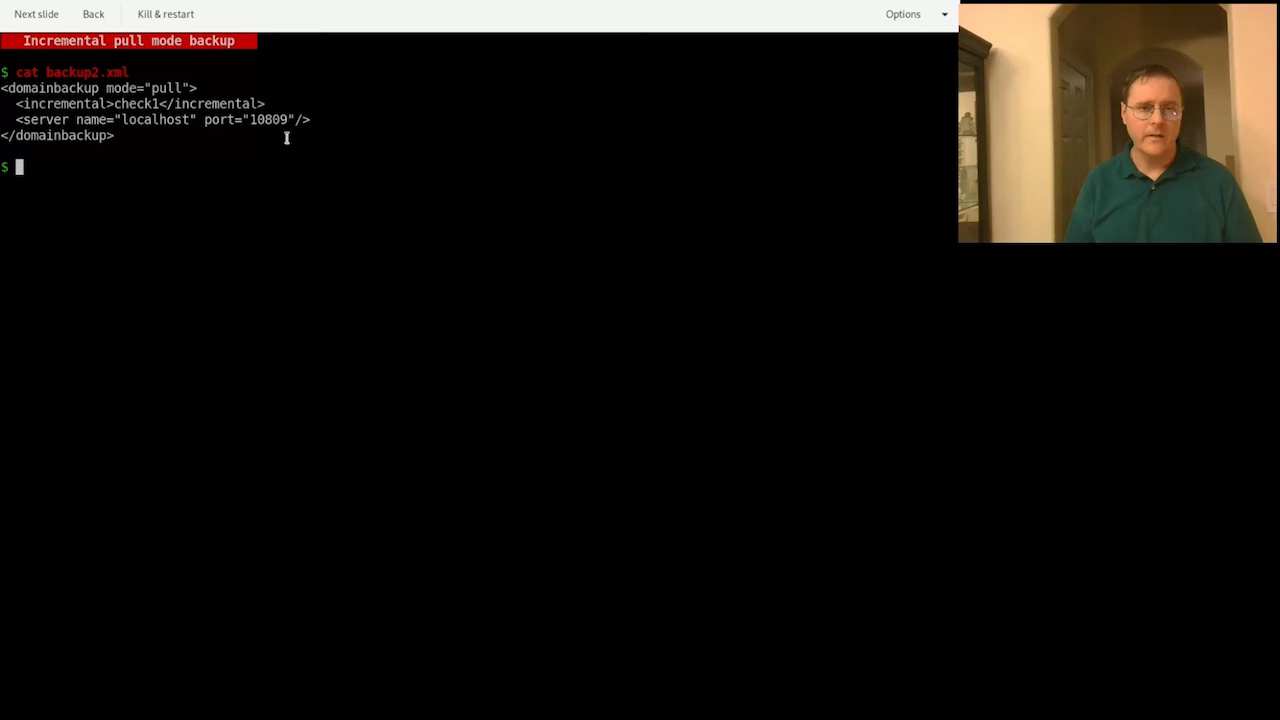 Next slide Back Kill & restart Options
Incremental pull mode backup
$ cat backup2.xml
<domainbackup mode="pull">
<incremental>check1</incremental>
<server name="localhost" port="10809"/>
</domainbackup>
$